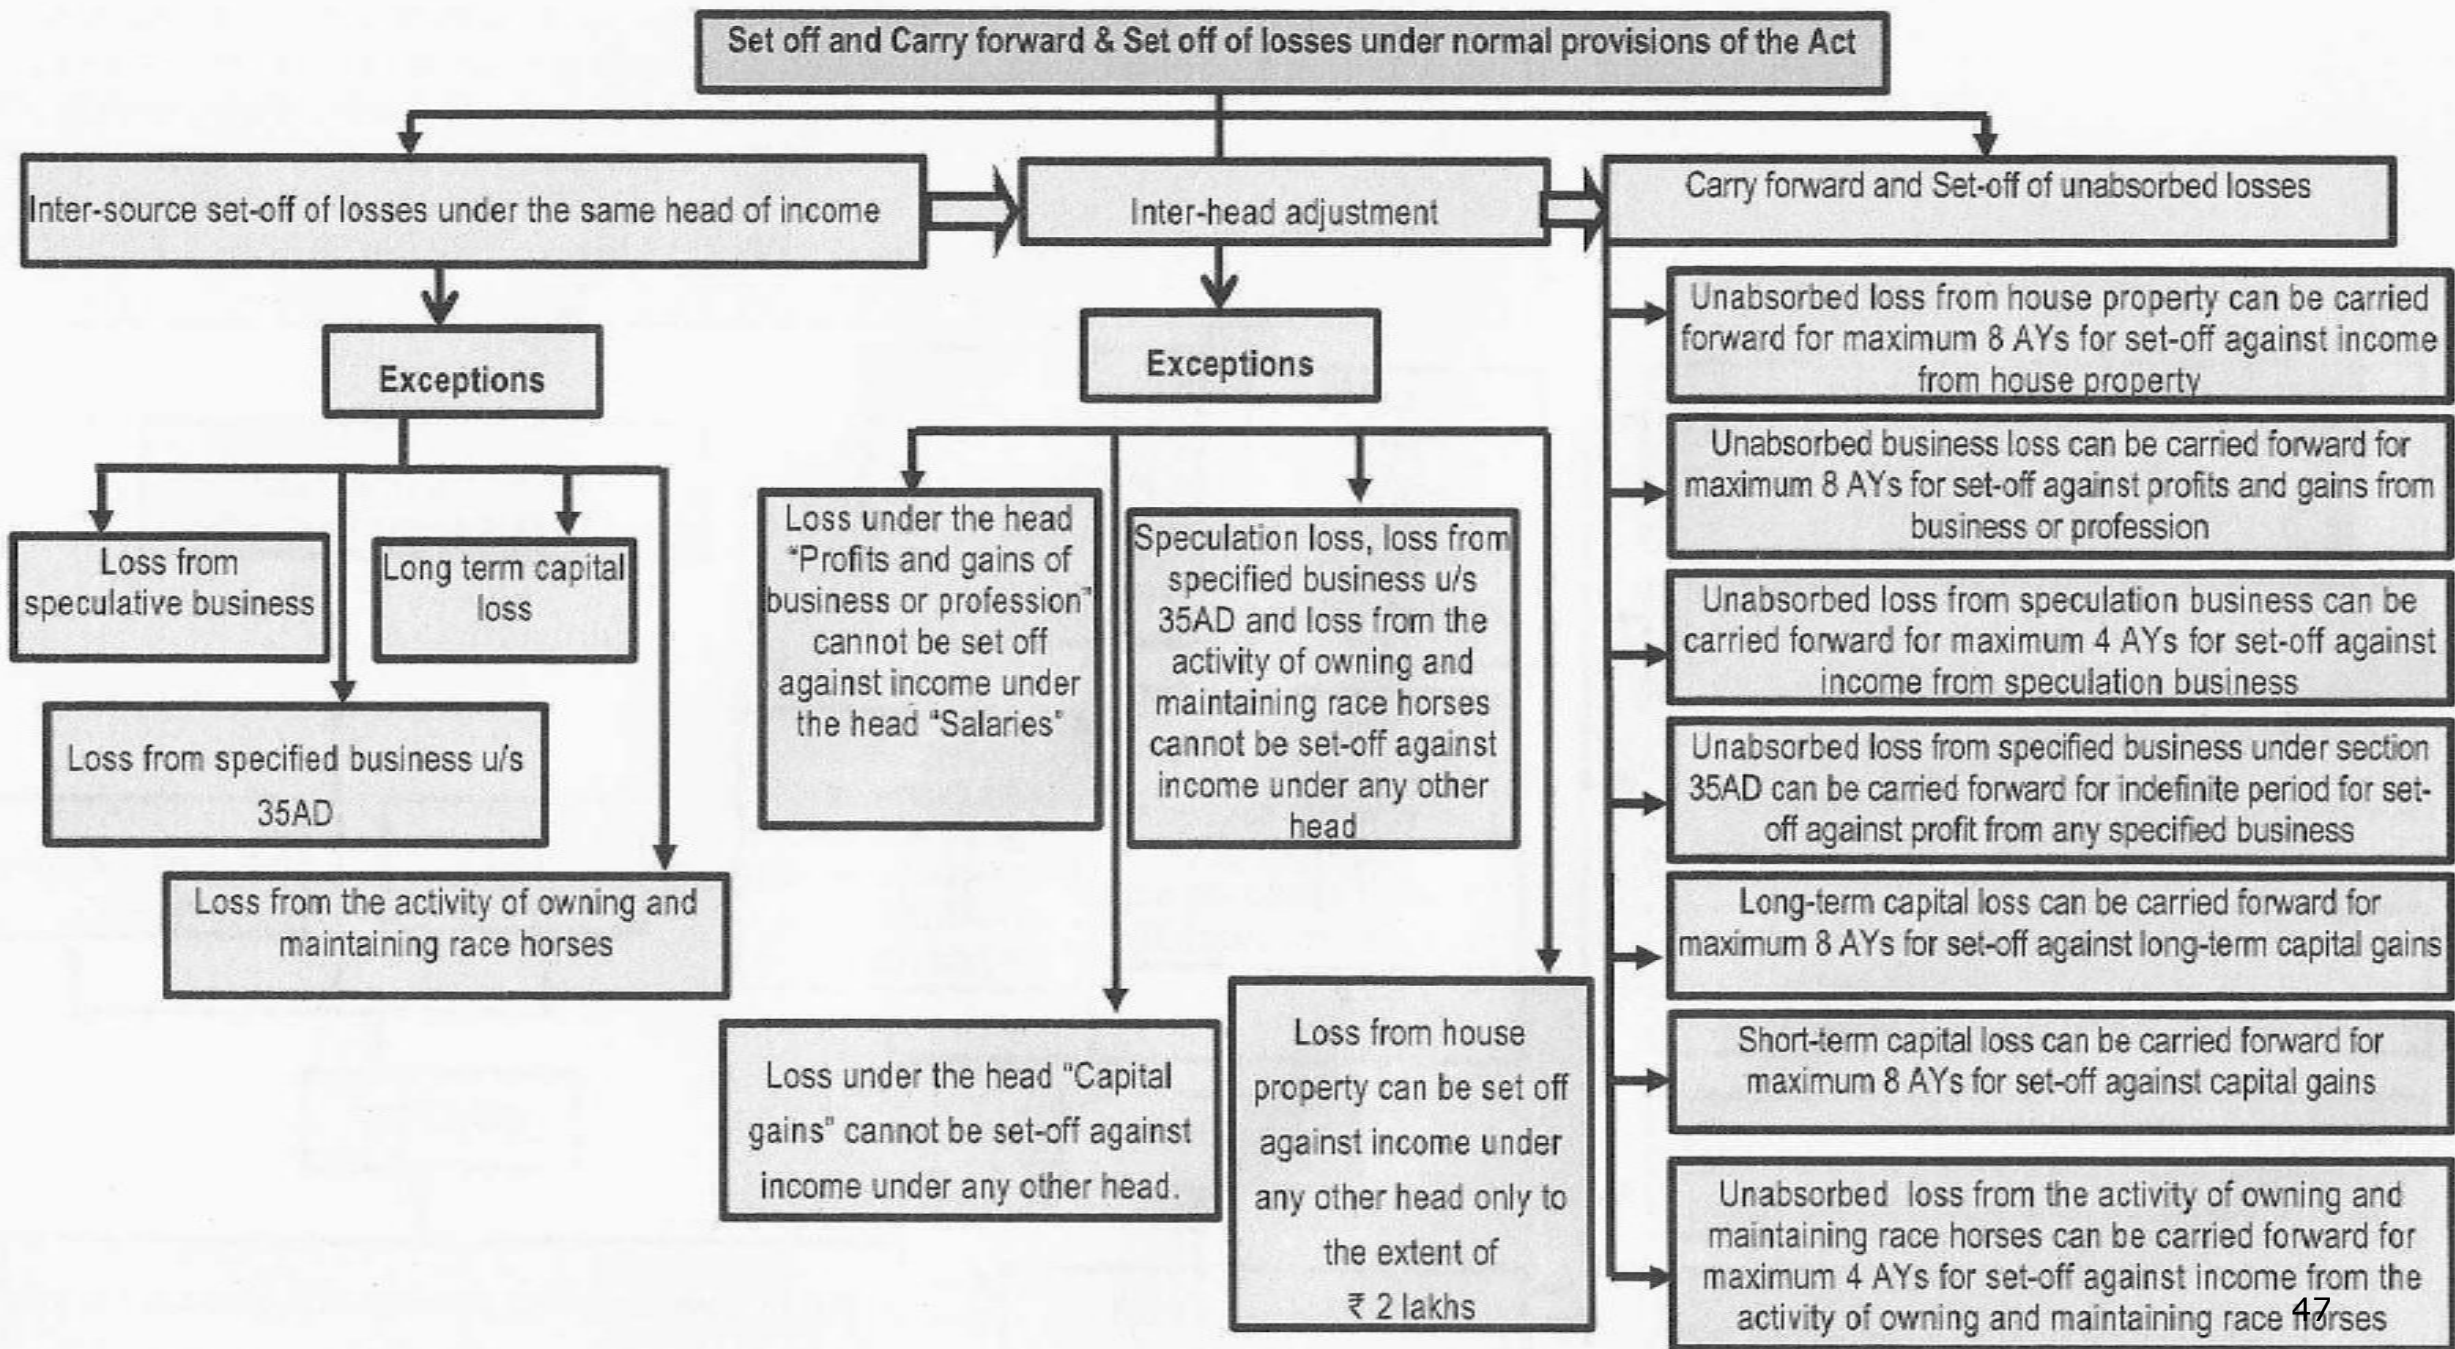 Set off and Carry forward & Set off of losses under normal provisions of the Act
Inter-source set-off of losses under the same head of income
Inter-head adjustment
Carry forward and Set-off of unabsorbed losses
Exceptions
Loss from
speculative business
Long term capital
loss
Loss from specified business u/s
35AD
Loss from the activity of owning and
maintaining race horses
Exceptions
Loss under the head
"Profits and gains of
business or profession"
cannot be set off
against income under
the head "Salaries"
Speculation loss, loss from
specified business u/s
35AD and loss from the
activity of owning and
maintaining race horses
cannot be set-off against
income under any other
head
Loss under the head "Capital
gains" cannot be set-off against
income under any other head.
Loss from house
property can be set off
against income under
any other head only to
the extent of
₹ 2 lakhs
Unabsorbed loss from house property can be carried
forward for maximum 8 AYs for set-off against income
from house property
Unabsorbed business loss can be carried forward for
maximum 8 AYs for set-off against profits and gains from
business or profession
Unabsorbed loss from speculation business can be
carried forward for maximum 4 AYs for set-off against
income from speculation business
Unabsorbed loss from specified business under section
35AD can be carried forward for indefinite period for set-
off against profit from any specified business
Long-term capital loss can be carried forward for
maximum 8 AYs for set-off against long-term capital gains
Short-term capital loss can be carried forward for
maximum 8 AYs for set-off against capital gains
Unabsorbed loss from the activity of owning and
maintaining race horses can be carried forward for
maximum 4 AYs for set-off against income from the
activity of owning and maintaining race horses
47